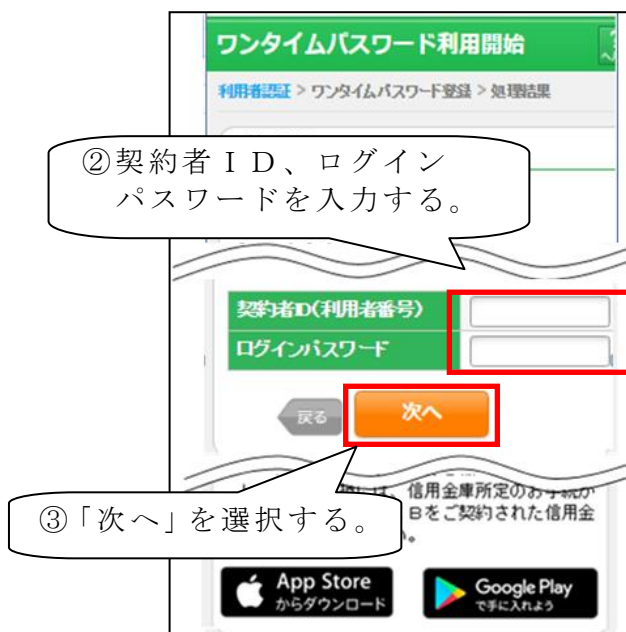 ワンタイムパスワード利用開始
利用者認証 > ワンタイムパスワード登録 > 処理結果
②契約者ＩＤ、ログイン
パスワードを入力する。
契約者ID(利用者番号)
ログインパスワード
戻る
次へ
は、信用金庫所定のお手続が
③「次へ」を選択する。
Ｂをご契約された信用金
App Store
からダウンロード
Google Play
で手に入れよう